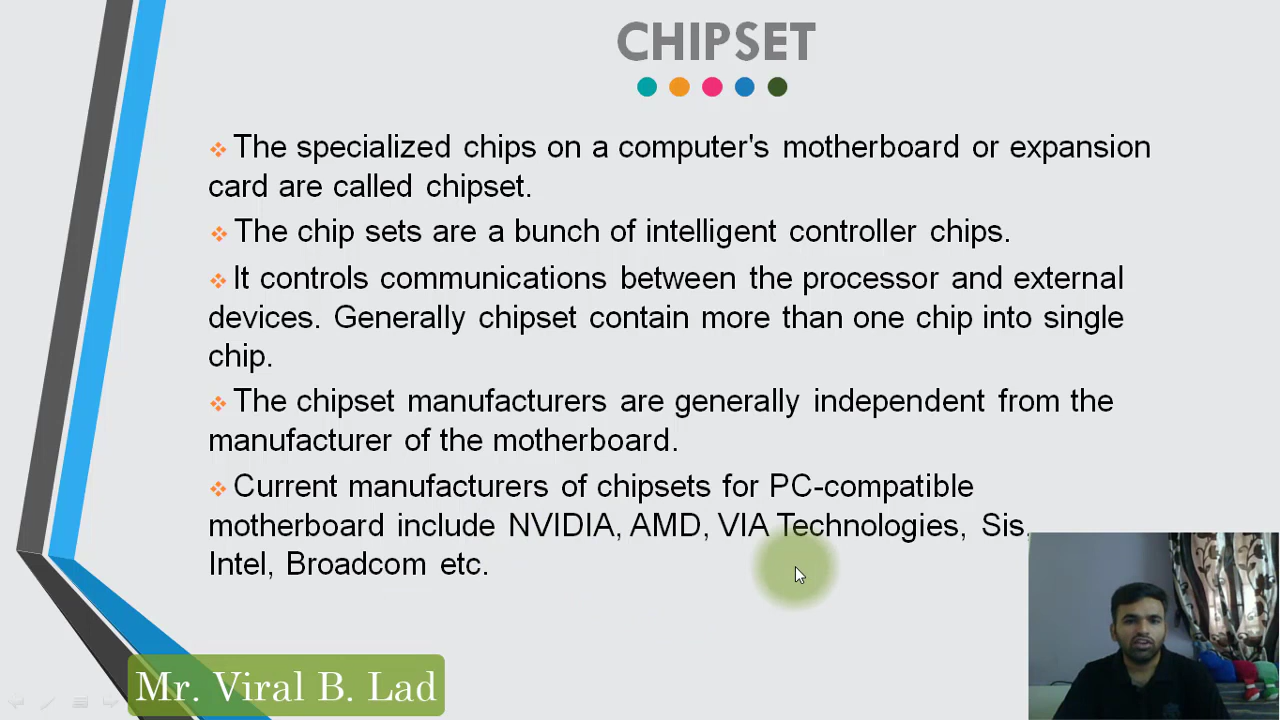 CHIPSET
The specialized chips on a computer's motherboard or expansion
card are called chipset.
The chip sets are a bunch of intelligent controller chips.
It controls communications between the processor and external
devices. Generally chipset contain more than one chip into single
chip.
The chipset manufacturers are generally independent from the
manufacturer of the motherboard.
Current manufacturers of chipsets for PC-compatible
motherboard include NVIDIA, AMD, VIA Technologies, Sis,
Intel, Broadcom etc.
Mr. Viral B. Lad